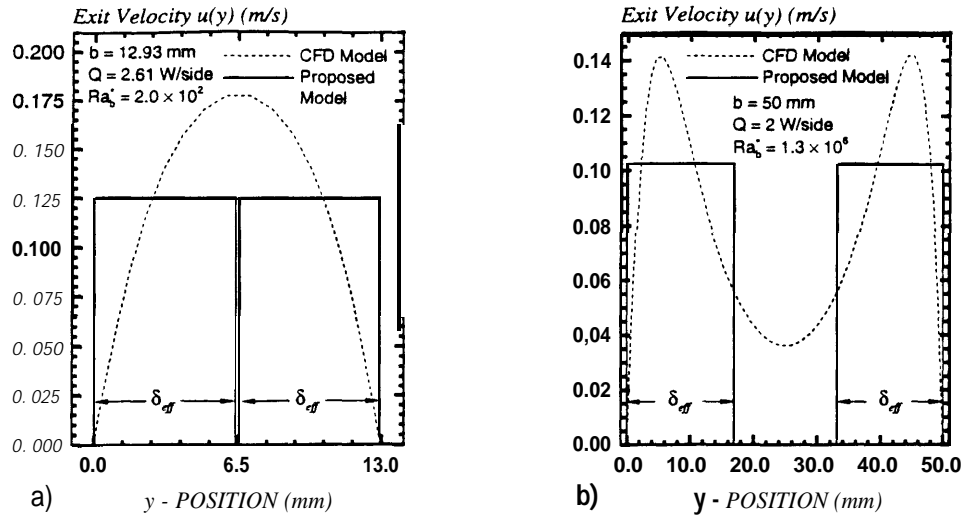 Exit Velocity u(y) (m/s)
0.200
0.175
0.150
0.125
0.100
0.075
0.050
0.025
0.000
b = 12.93 mm
Q = 2.61 W/side
Ra*b = 2.0 × 10²
CFD Model
Proposed
Model
δeff
δeff
0.0 6.5 13.0
a) y - POSITION (mm)
Exit Velocity u(y) (m/s)
0.14
0.12
0.10
0.08
0.06
0.04
0.02
0.00
CFD Model
Proposed Model
b = 50 mm
Q = 2 W/side
Ra*b = 1.3 × 10⁶
δeff
δeff
0.0 10.0 20.0 30.0 40.0 50.0
b) y - POSITION (mm)